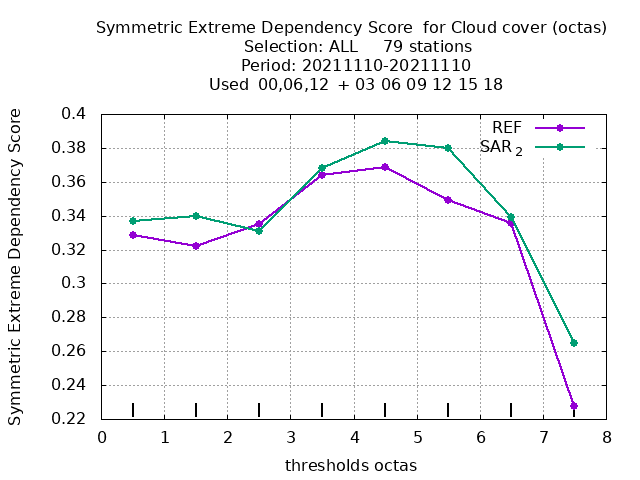 Symmetric Extreme Dependency Score  for Cloud cover (octas)
Selection: ALL     79 stations
Period: 20211110-20211110
Used  00,06,12  + 03 06 09 12 15 18
Symmetric Extreme Dependency Score
0.4
0.38
0.36
0.34
0.32
0.3
0.28
0.26
0.24
0.22
REF
SAR 2
0 1 2 3 4 5 6 7 8
thresholds octas